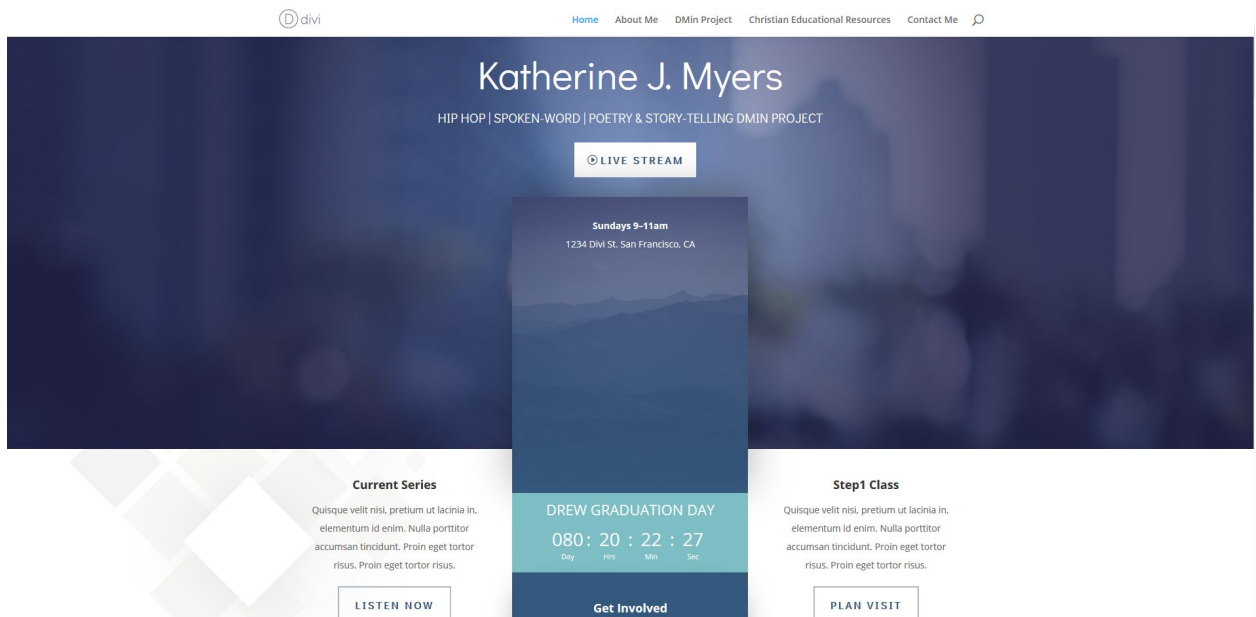 D divi
Home About Me DMin Project Christian Educational Resources Contact Me
Katherine J. Myers
HIP HOP | SPOKEN-WORD | POETRY & STORY-TELLING DMIN PROJECT
LIVE STREAM
Sundays 9–11am
1234 Divi St. San Francisco, CA
Current Series
Quisque velit nisi, pretium ut lacinia in,
elementum id enim. Nulla porttitor
accumsan tincidunt. Proin eget tortor
risus. Proin eget tortor risus.
LISTEN NOW
DREW GRADUATION DAY
080 : 20 : 22 : 27
Day Hrs Min Sec
Get Involved
Step1 Class
Quisque velit nisi, pretium ut lacinia in,
elementum id enim. Nulla porttitor
accumsan tincidunt. Proin eget tortor
risus. Proin eget tortor risus.
PLAN VISIT